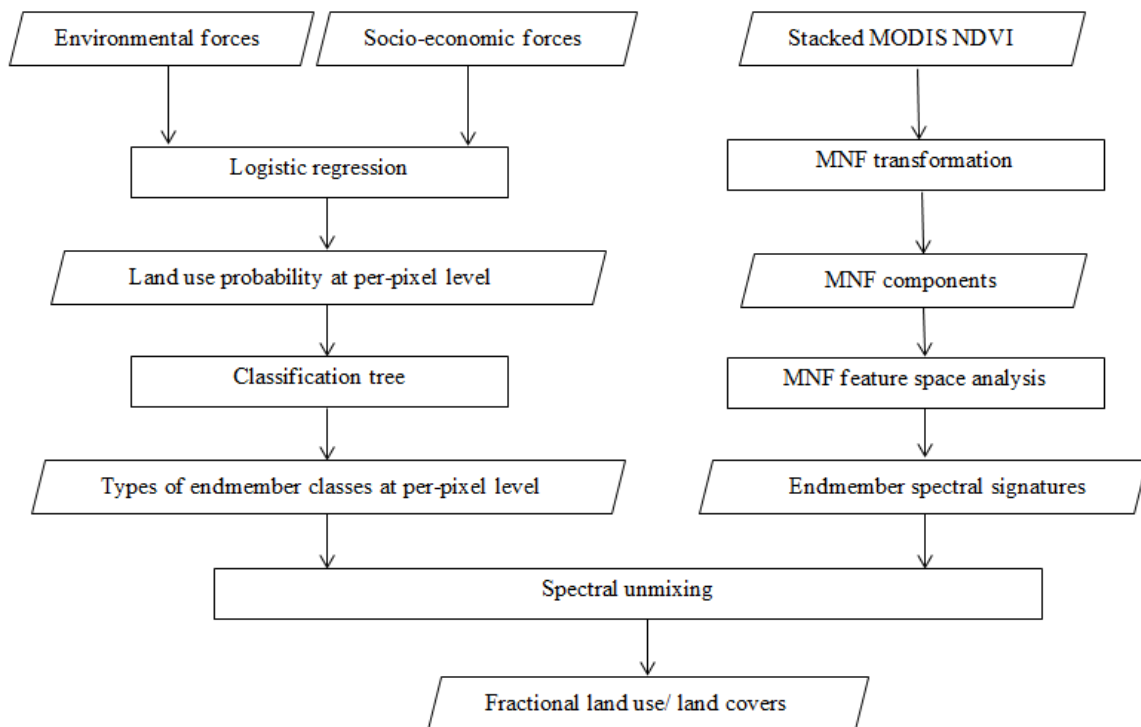 Environmental forces
Socio-economic forces
Stacked MODIS NDVI
Logistic regression
MNF transformation
Land use probability at per-pixel level
MNF components
Classification tree
MNF feature space analysis
Types of endmember classes at per-pixel level
Endmember spectral signatures
Spectral unmixing
Fractional land use/ land covers